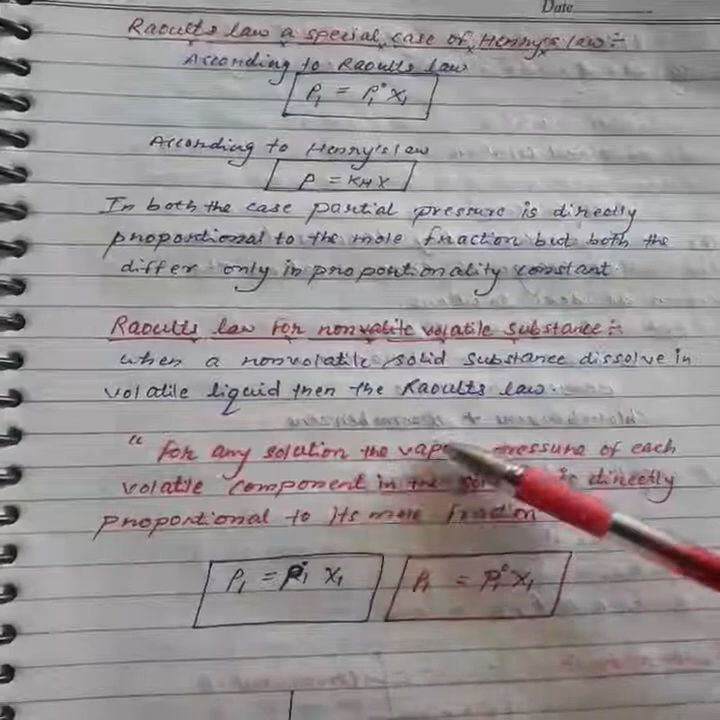 Date
Raoults law a special case of Henry's law:-
According to Raoults law
P₁ = P₁° X₁
According to Henry's law
P = KH X
In both the case partial pressure is directly
proportional to the mole fraction but both the
differ only in proportionality constant.
Raoults law for nonvalitile volatile substance:-
when a nonvolatile solid substance dissolve in
volatile liquid then the Raoults law.
" for any solution the vap pressure of each
volatile component in the is directly
proportional to its mole fraction
P₁ = P₁° X₁ P₁ = P₁° X₁